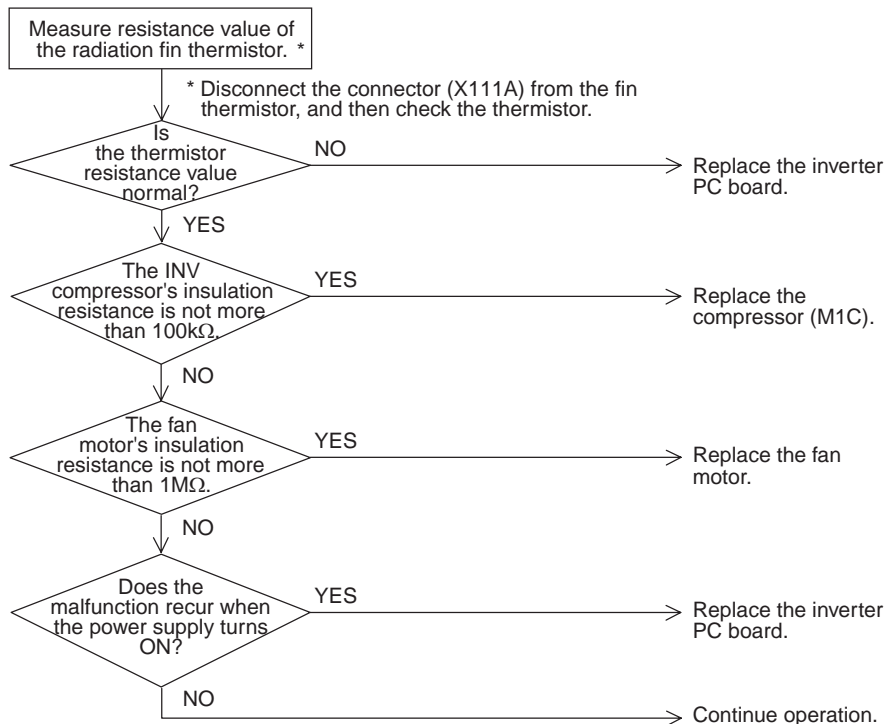 Measure resistance value of
the radiation fin thermistor. *
* Disconnect the connector (X111A) from the fin
thermistor, and then check the thermistor.
Is
the thermistor
resistance value
normal?
NO
Replace the inverter
PC board.
YES
The INV
compressor's insulation
resistance is not more
than 100kΩ.
YES
Replace the
compressor (M1C).
NO
The fan
motor's insulation
resistance is not more
than 1MΩ.
YES
Replace the fan
motor.
NO
Does the
malfunction recur when
the power supply turns
ON?
YES
Replace the inverter
PC board.
NO
Continue operation.